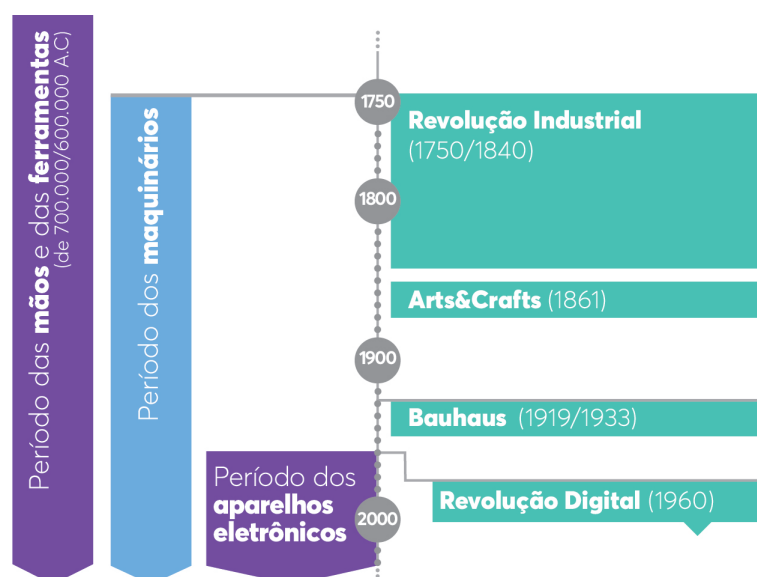 Período das mãos e das ferramentas
(de 700.000/600.000 A.C)
Período dos maquinários
1750
Revolução Industrial
(1750/1840)
1800
Arts&Crafts (1861)
1900
Bauhaus (1919/1933)
Período dos
aparelhos
eletrônicos
Revolução Digital (1960)
2000